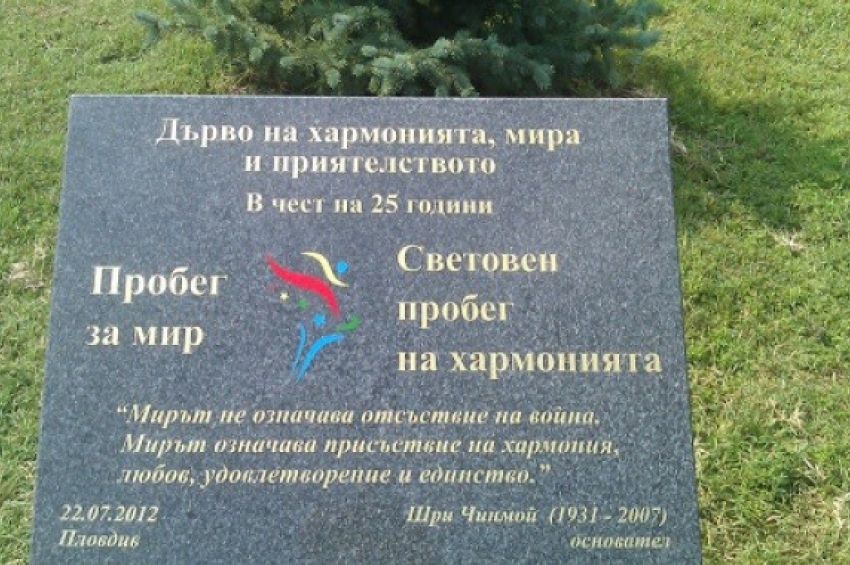 Дърво на хармонията, мира
и приятелството
В чест на 25 години
Пробег
за мир
Световен
пробег
на хармонията
“Мирът не означава отсъствие на война.
Мирът означава присъствие на хармония,
любов, удовлетворение и единство.”
22.07.2012
Пловдив
Шри Чинмой (1931 - 2007)
основател